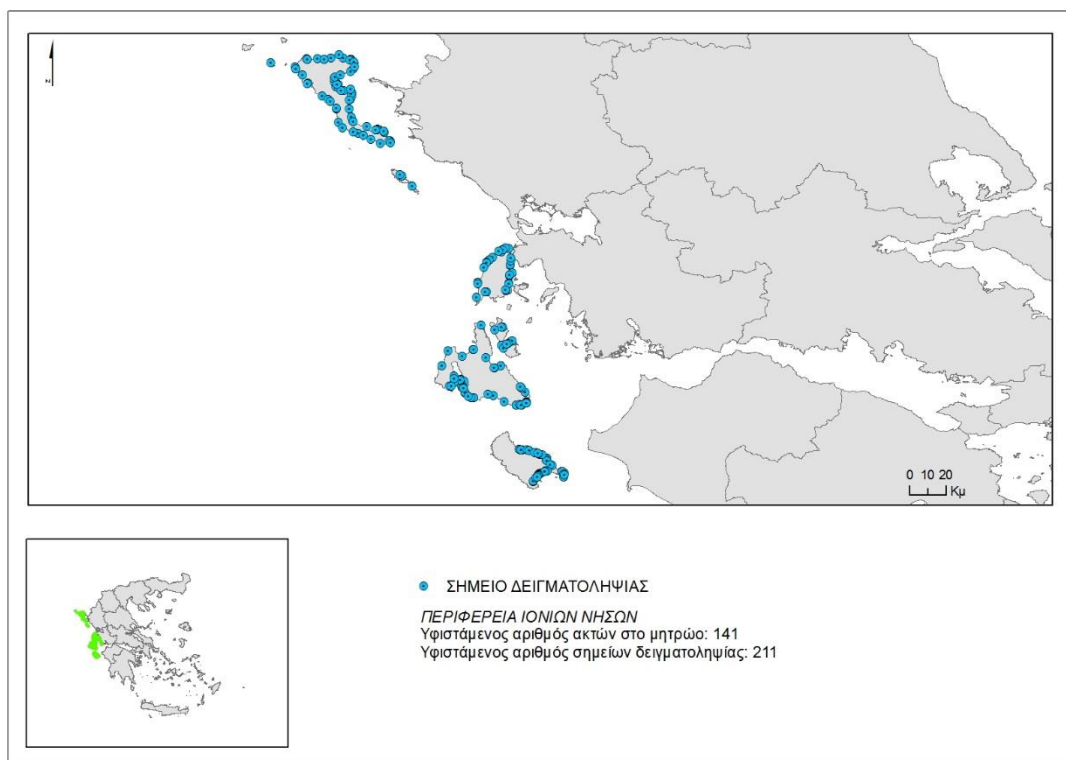 z
0 10 20
Κμ
ΣΗΜΕΙΟ ΔΕΙΓΜΑΤΟΛΗΨΙΑΣ
ΠΕΡΙΦΕΡΕΙΑ ΙΟΝΙΩΝ ΝΗΣΩΝ
Υφιστάμενος αριθμός ακτών στο μητρώο: 141
Υφιστάμενος αριθμός σημείων δειγματοληψίας: 211